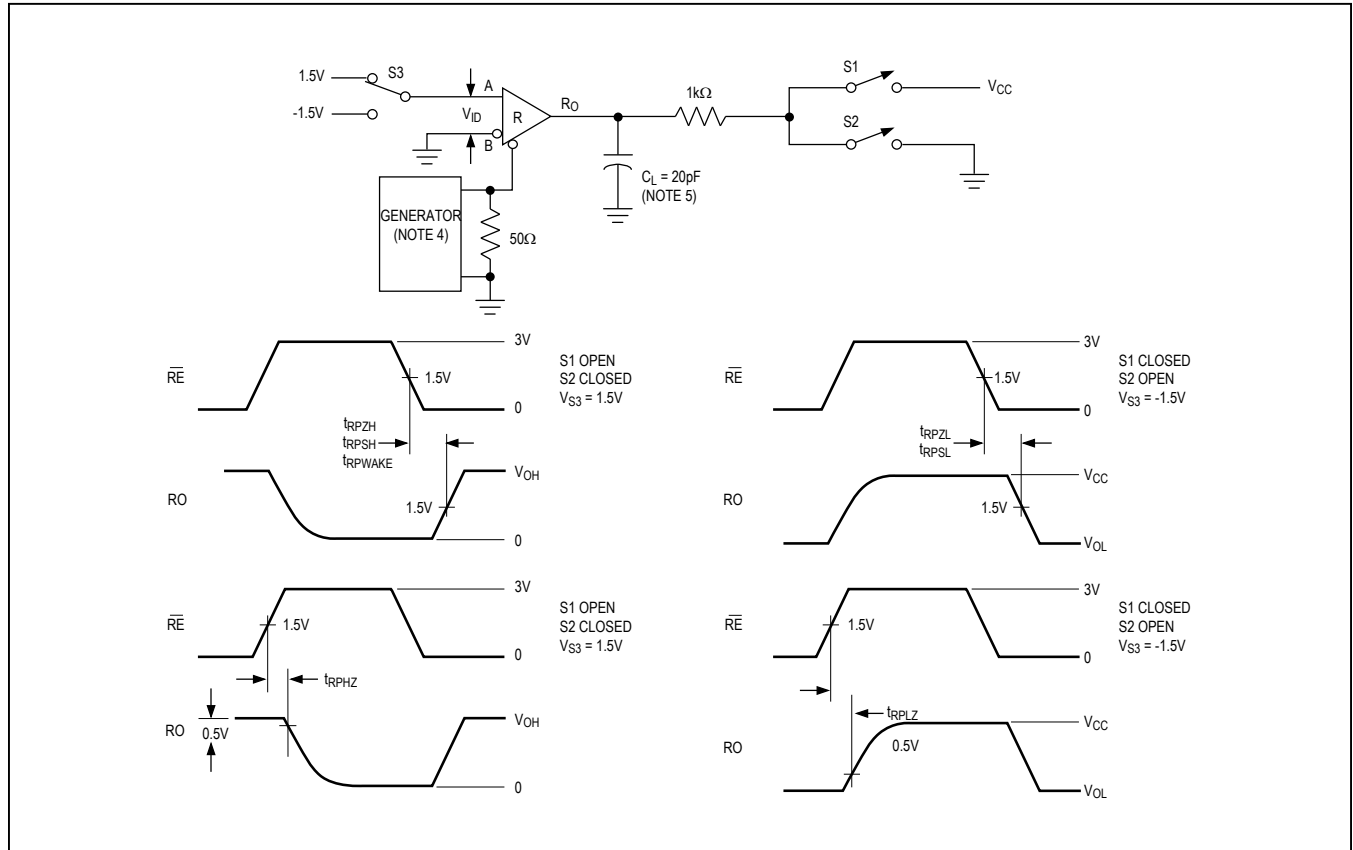 1.5V
S3
-1.5V
A
VID
B
R
RO
1kΩ
S1
VCC
S2
CL = 20pF
(NOTE 5)
GENERATOR
(NOTE 4)
50Ω
RE
3V
1.5V
0
S1 OPEN
S2 CLOSED
VS3 = 1.5V
tRPZH
tRPSH
tRPWAKE
RO
VOH
1.5V
0
RE
3V
1.5V
0
S1 CLOSED
S2 OPEN
VS3 = -1.5V
tRPZL
tRPSL
RO
VCC
1.5V
VOL
RE
3V
1.5V
0
S1 OPEN
S2 CLOSED
VS3 = 1.5V
tRPHZ
RO
0.5V
VOH
0
RE
3V
1.5V
0
S1 CLOSED
S2 OPEN
VS3 = -1.5V
tRPLZ
RO
VCC
0.5V
VOL